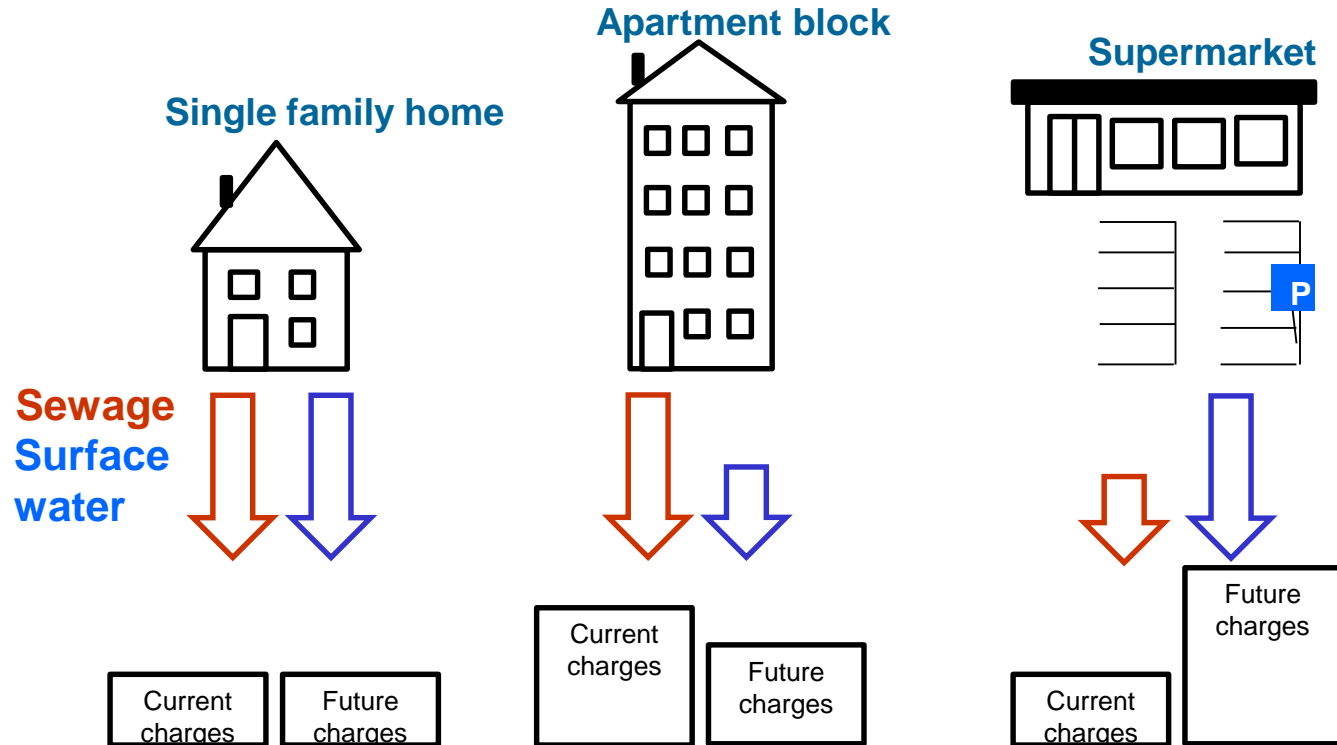 Apartment block
Supermarket
Single family home
P
Sewage
Surface
water
Current
charges
Future
charges
Current
charges
Future
charges
Current
charges
Future
charges